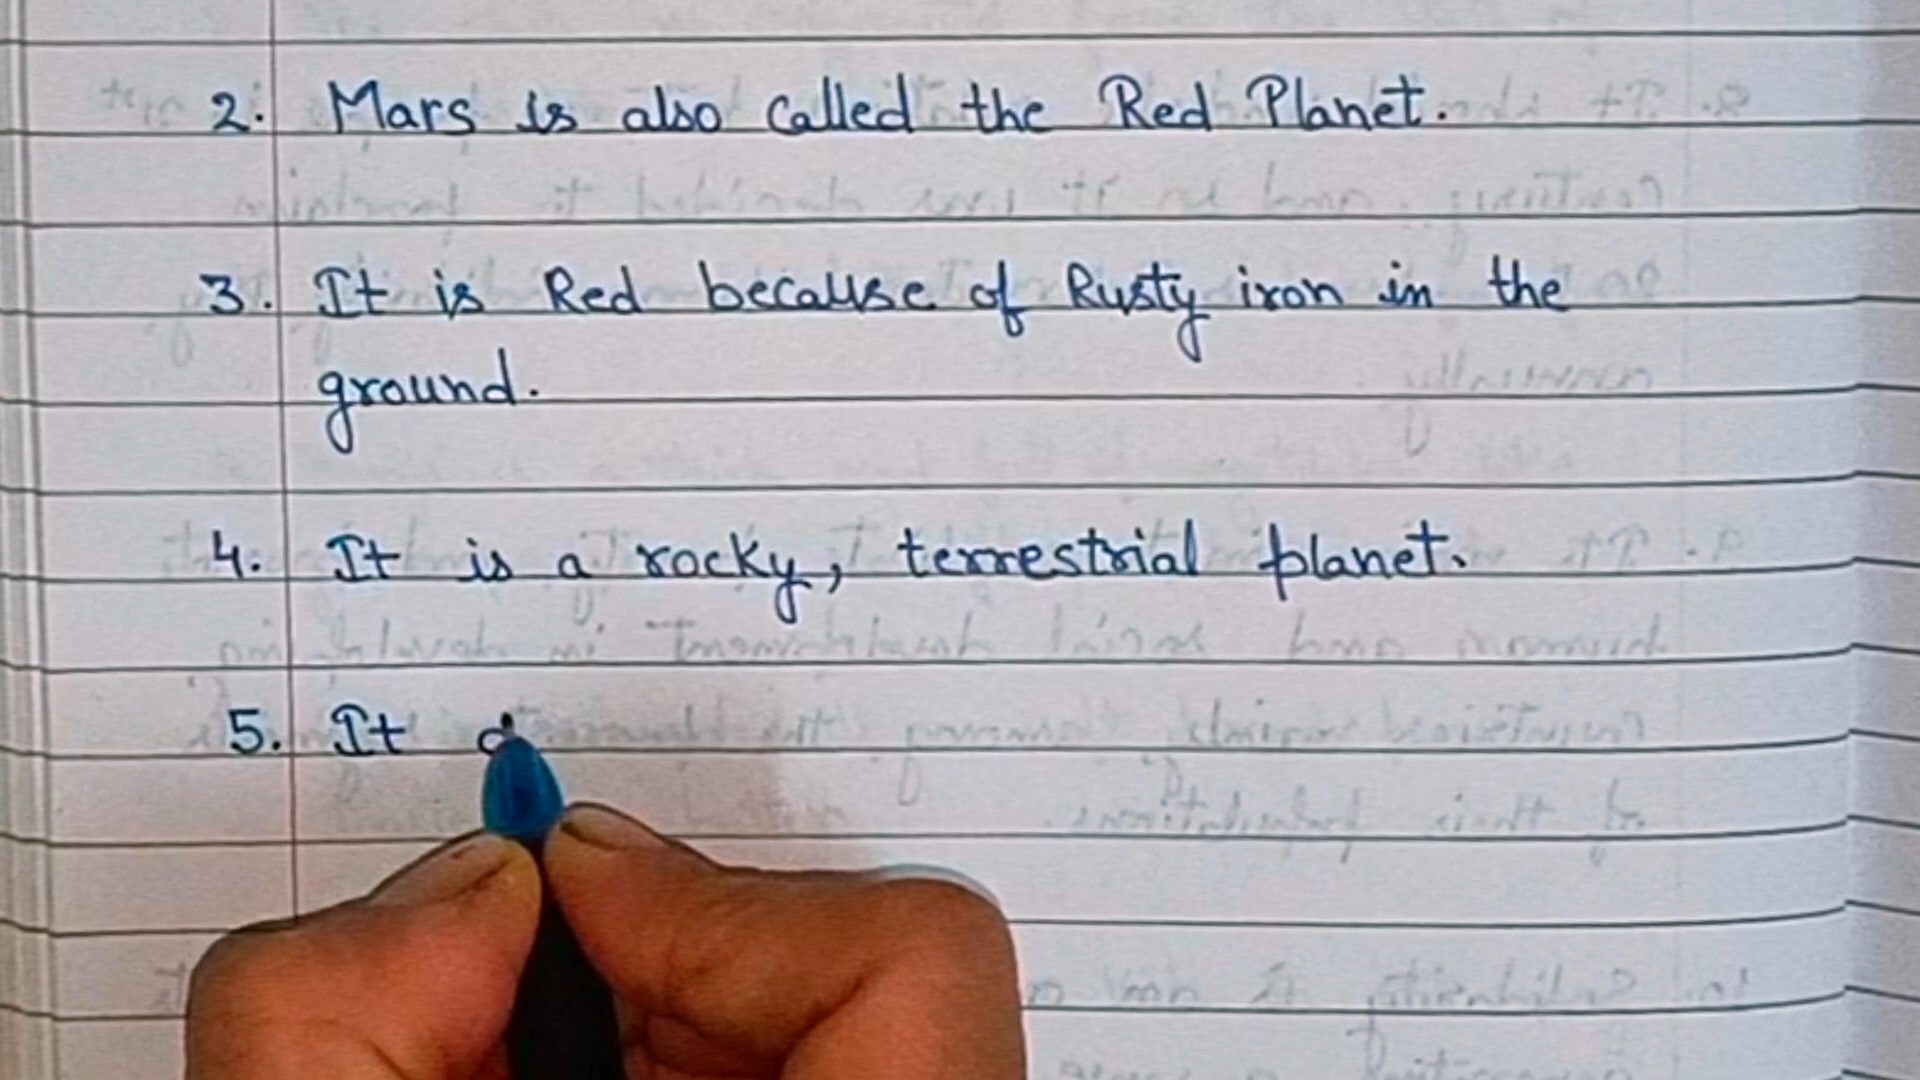 2. Mars is also called the Red Planet.
3. It is Red because of Rusty iron in the
ground.
4. It is a rocky, terrestrial planet.
5. It